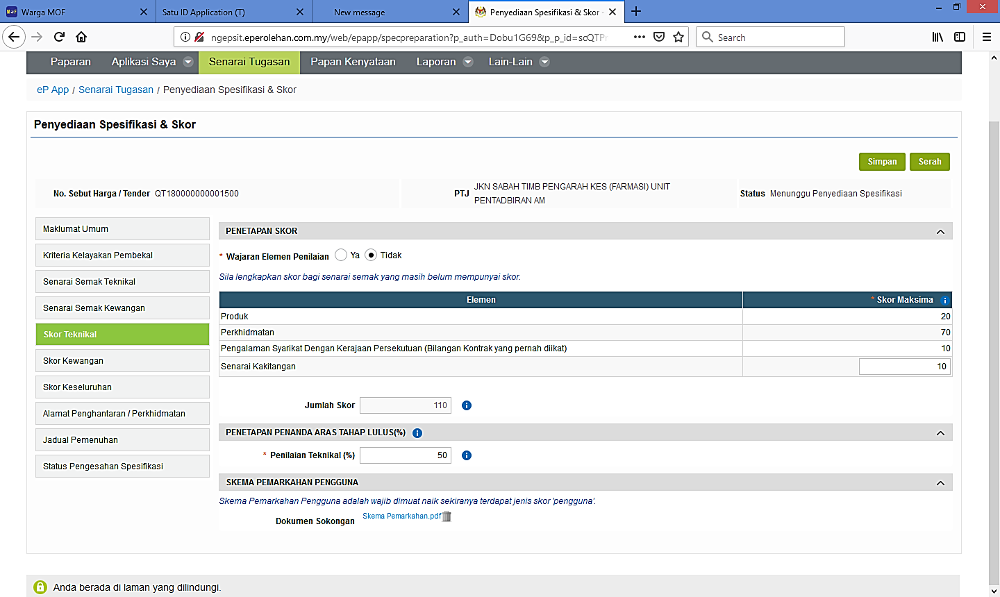 Warga MOF
Satu ID Application (T)
New message
Penyediaan Spesifikasi & Skor -
ngepsit.eperolehan.com.my/web/epapp/specpreparation?p_auth=Dobu1G69&p_p_id=scQTPr
Search
Paparan
Aplikasi Saya
Senarai Tugasan
Papan Kenyataan
Laporan
Lain-Lain
eP App / Senarai Tugasan / Penyediaan Spesifikasi & Skor
Penyediaan Spesifikasi & Skor
Simpan
Serah
No. Sebut Harga / Tender QT180000000001500
PTJ JKN SABAH TIMB PENGARAH KES (FARMASI) UNIT
PENTADBIRAN AM
Status Menunggu Penyediaan Spesifikasi
Maklumat Umum
Kriteria Kelayakan Pembekal
Senarai Semak Teknikal
Senarai Semak Kewangan
Skor Teknikal
Skor Kewangan
Skor Keseluruhan
Alamat Penghantaran / Perkhidmatan
Jadual Pemenuhan
Status Pengesahan Spesifikasi
PENETAPAN SKOR
* Wajaran Elemen Penilaian Ya Tidak
Sila lengkapkan skor bagi senarai semak yang masih belum mempunyai skor.
Elemen * Skor Maksima
Produk 20
Perkhidmatan 70
Pengalaman Syarikat Dengan Kerajaan Persekutuan (Bilangan Kontrak yang pernah diikat) 10
Senarai Kakitangan 10
Jumlah Skor 110
PENETAPAN PENANDA ARAS TAHAP LULUS(%)
* Penilaian Teknikal (%) 50
SKEMA PEMARKAHAN PENGGUNA
Skema Pemarkahan Pengguna adalah wajib dimuat naik sekiranya terdapat jenis skor 'pengguna'.
Dokumen Sokongan Skema Pemarkahan.pdf
Anda berada di laman yang dilindungi.